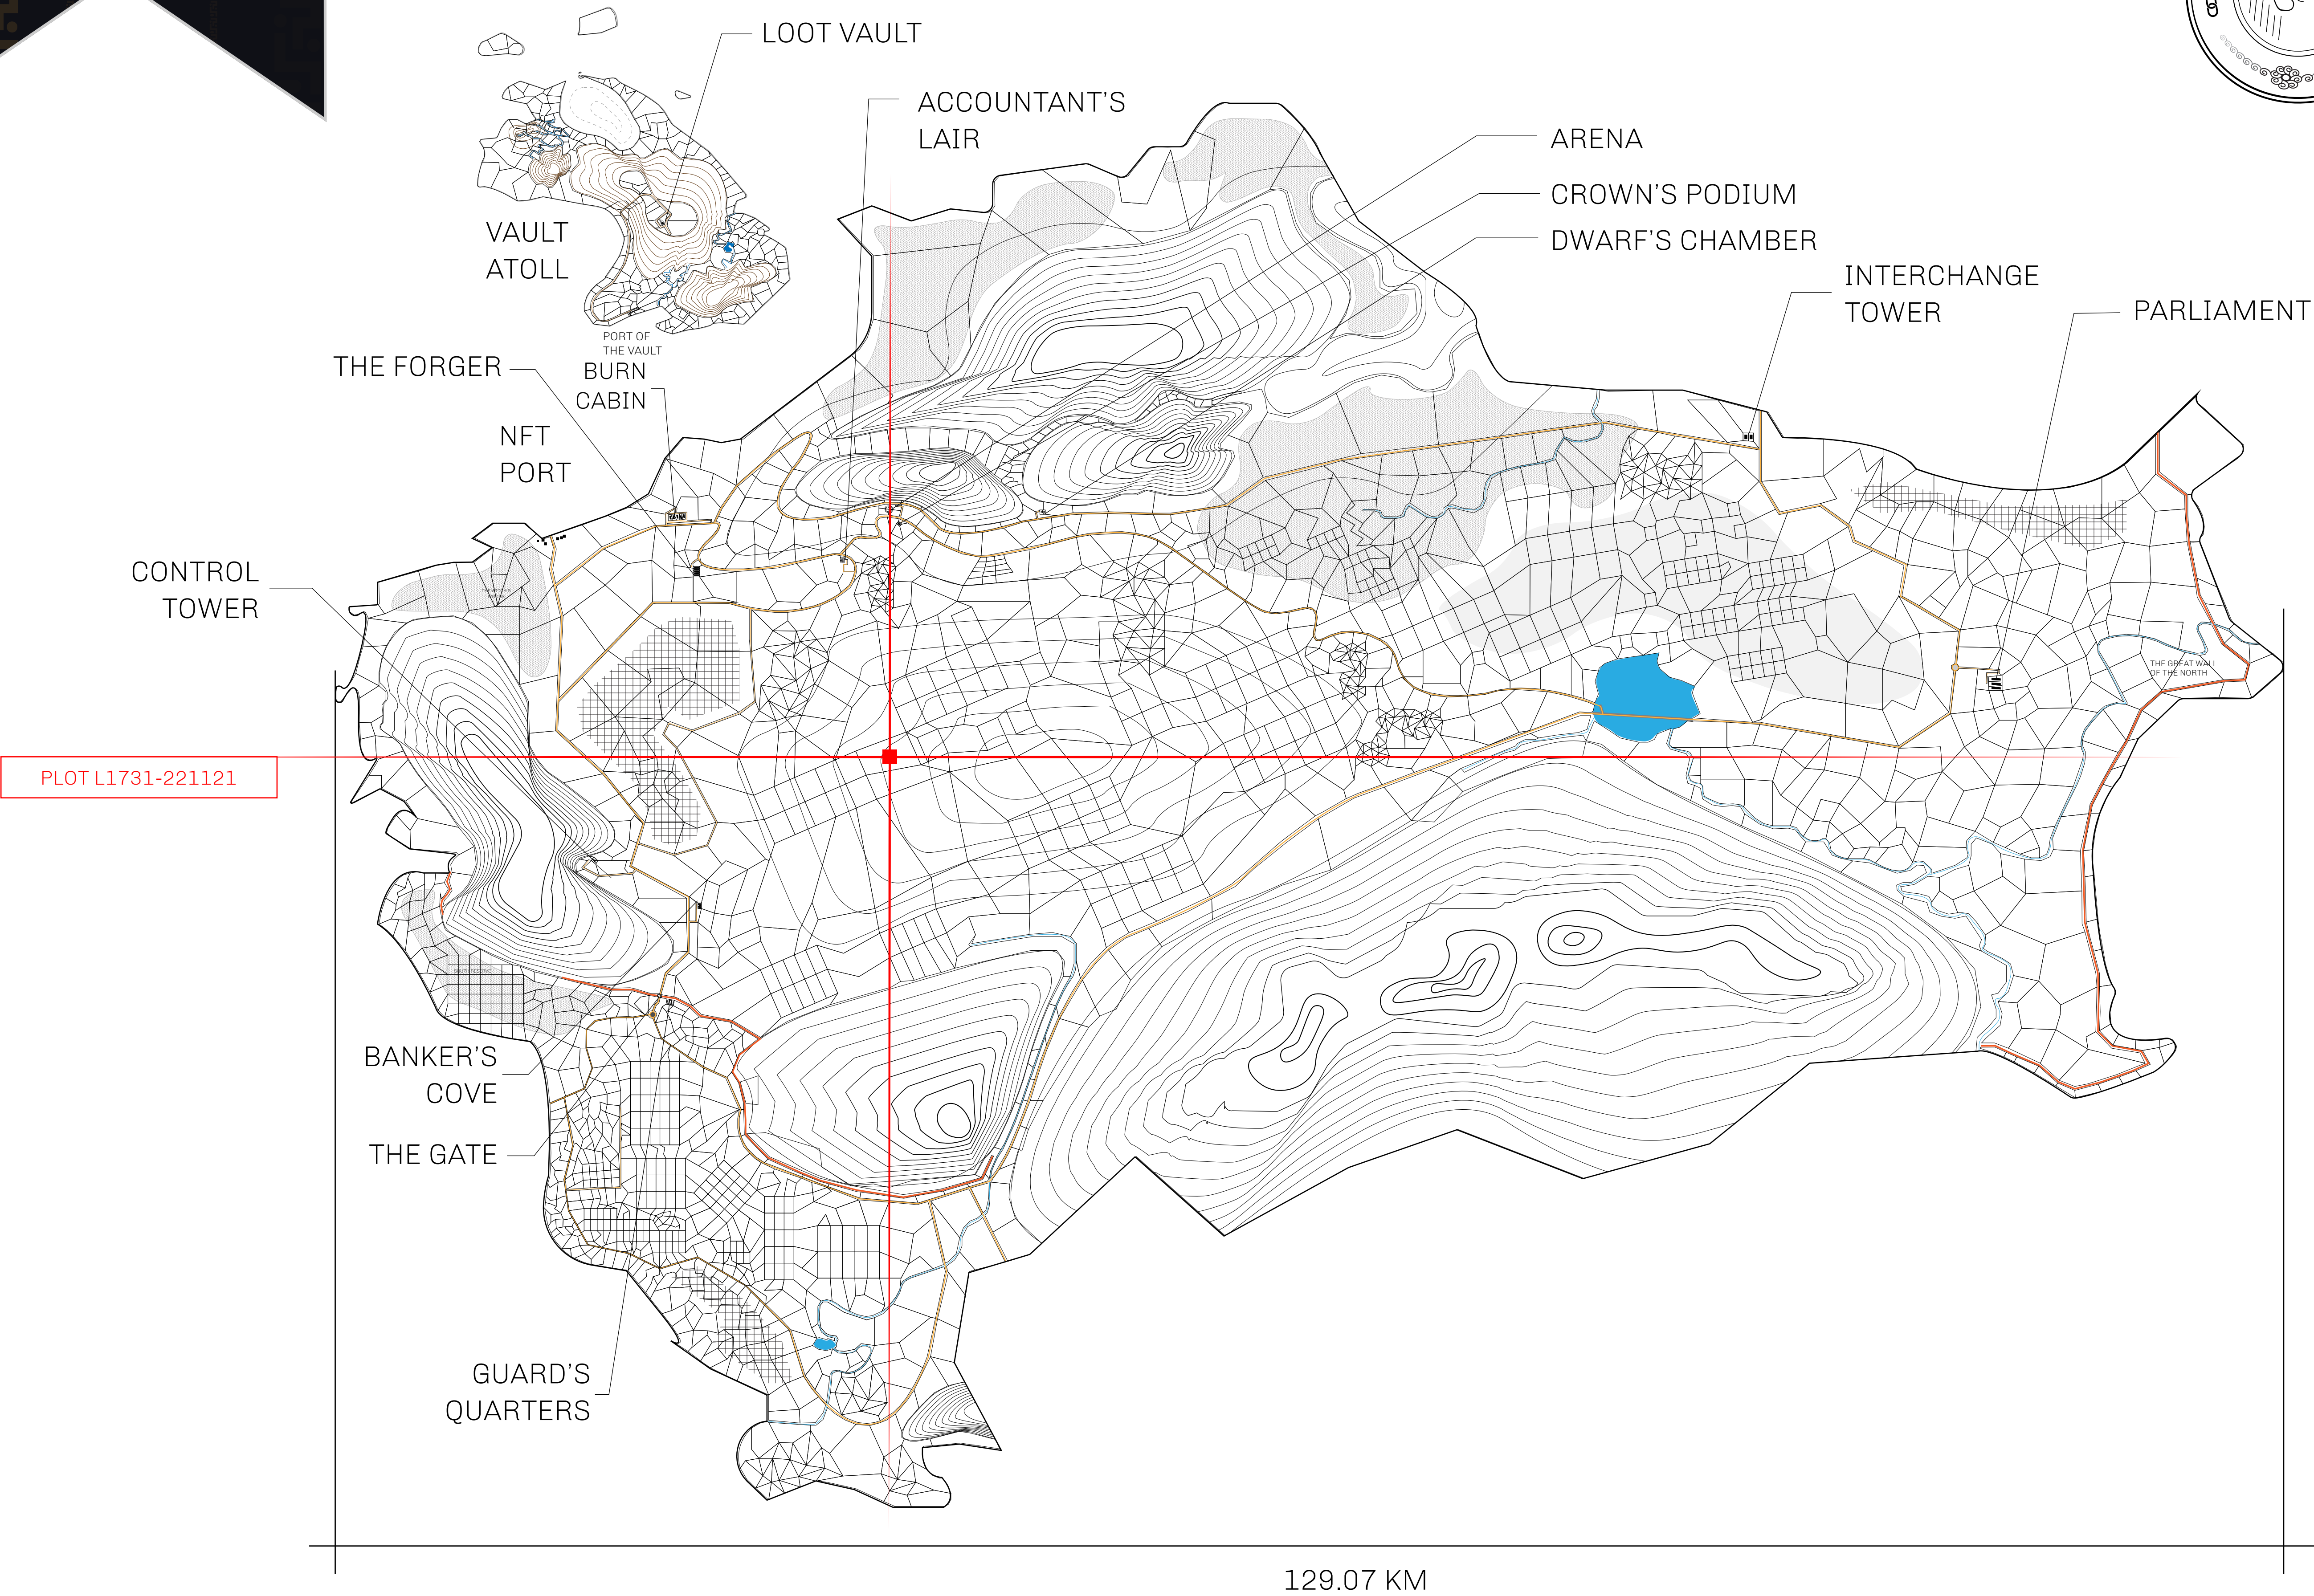 LOOT VAULT
ACCOUNTANT'S
LAIR
ARENA
CROWN'S PODIUM
DWARF'S CHAMBER
VAULT
ATOLL
INTERCHANGE
TOWER
PARLIAMENT
PORT OF
THE VAULT
THE FORGER
BURN
CABIN
NFT
PORT
CONTROL
TOWER
THE GREAT WALL
OF THE NORTH
PLOT L1731-221121
SOUTH RESERVE
BANKER'S
COVE
THE GATE
GUARD'S
QUARTERS
129.07 KM